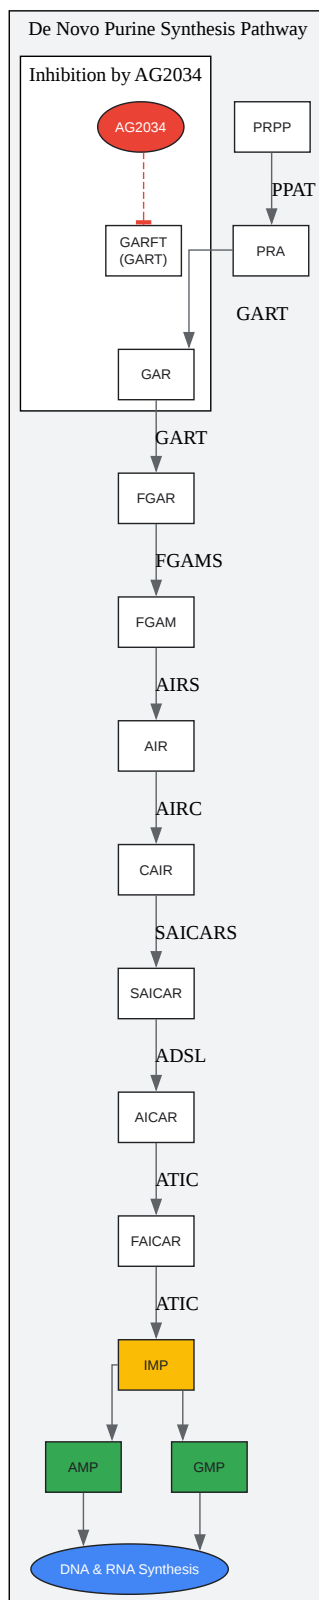 De Novo Purine Synthesis Pathway
Inhibition by AG2034
AG2034
PRPP
PPAT
GARFT
(GART)
PRA
GART
GAR
GART
FGAR
FGAMS
FGAM
AIRS
AIR
AIRC
CAIR
SAICARS
SAICAR
ADSL
AICAR
ATIC
FAICAR
ATIC
IMP
AMP
GMP
DNA & RNA Synthesis